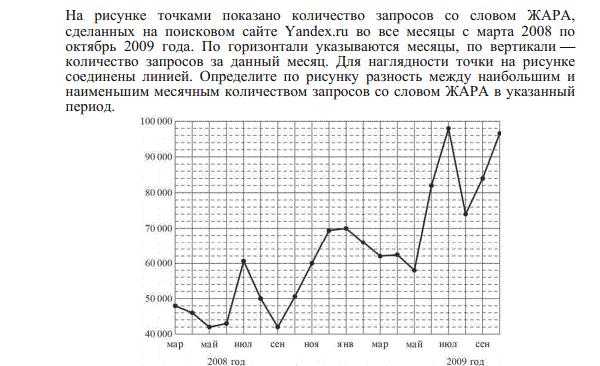 На рисунке точками показано количество запросов со словом ЖАРА,
сделанных на поисковом сайте Yandex.ru во все месяцы с марта 2008 по
октябрь 2009 года. По горизонтали указываются месяцы, по вертикали —
количество запросов за данный месяц. Для наглядности точки на рисунке
соединены линией. Определите по рисунку разность между наибольшим и
наименьшим месячным количеством запросов со словом ЖАРА в указанный
период.
100 000
90 000
80 000
70 000
60 000
50 000
40 000
мар май июл сен ноя янв мар май июл сен
2008 год 2009 год